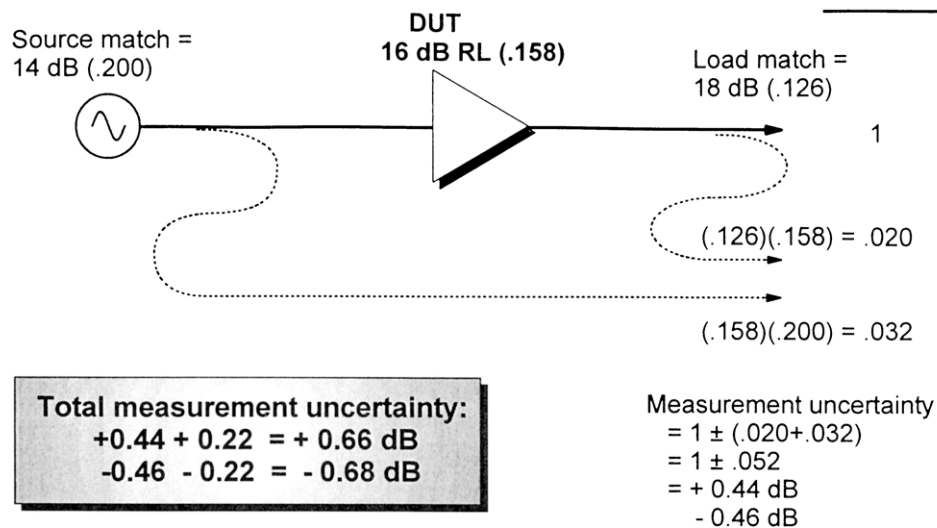 DUT
16 dB RL (.158)
Source match =
14 dB (.200)
Load match =
18 dB (.126)
1
(.126)(.158) = .020
(.158)(.200) = .032
Total measurement uncertainty:
+0.44 + 0.22 = + 0.66 dB
-0.46 - 0.22 = - 0.68 dB
Measurement uncertainty
= 1 ± (.020+.032)
= 1 ± .052
= + 0.44 dB
- 0.46 dB